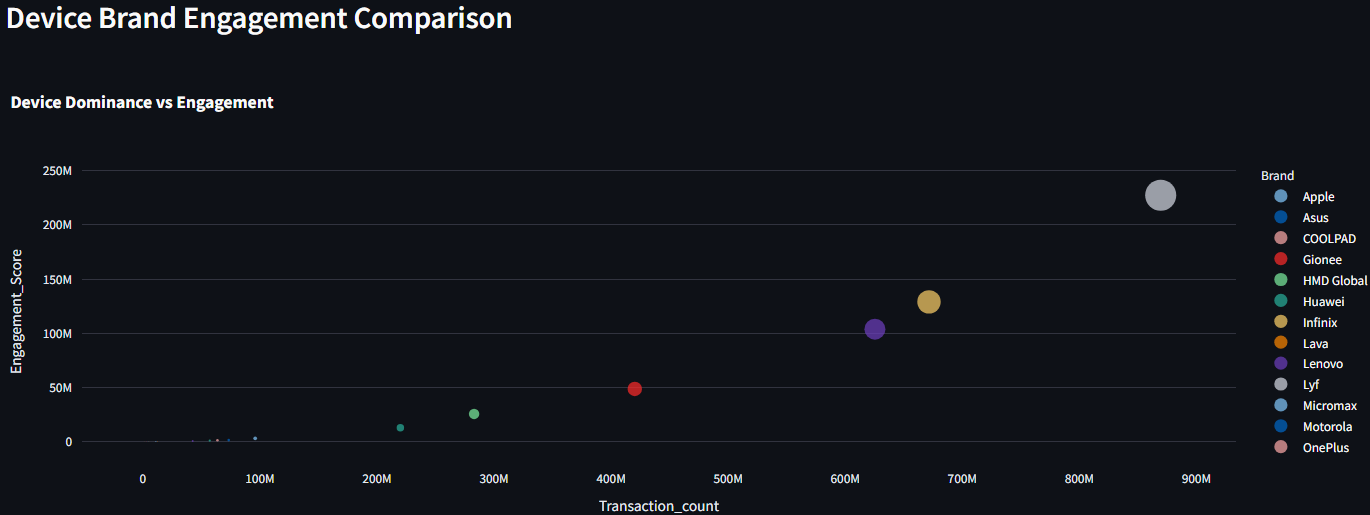 Device Brand Engagement Comparison
Device Dominance vs Engagement
250M
200M
150M
100M
50M
0
Engagement_Score
0 100M 200M 300M 400M 500M 600M 700M 800M 900M
Transaction_count
Brand
Apple
Asus
COOLPAD
Gionee
HMD Global
Huawei
Infinix
Lava
Lenovo
Lyf
Micromax
Motorola
OnePlus